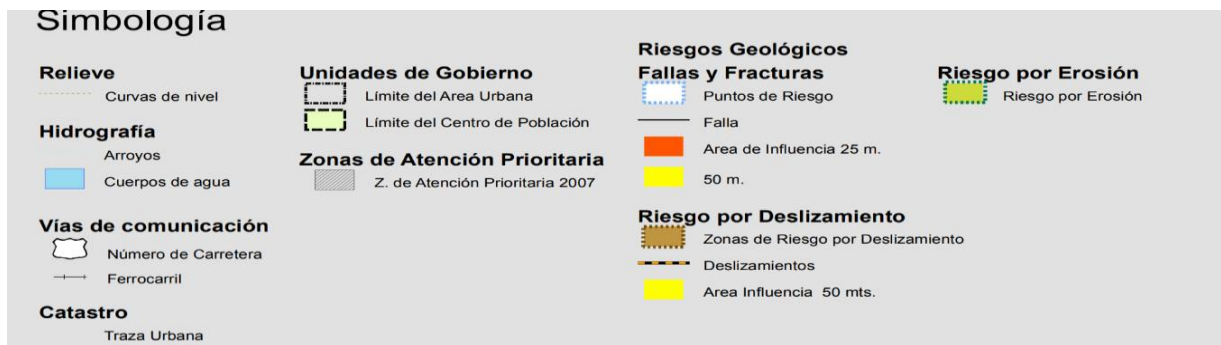 Simbología
Relieve
Curvas de nivel
Hidrografía
Arroyos
Cuerpos de agua
Vías de comunicación
Número de Carretera
Ferrocarril
Catastro
Traza Urbana
Unidades de Gobierno
Límite del Area Urbana
Límite del Centro de Población
Zonas de Atención Prioritaria
Z. de Atención Prioritaria 2007
Riesgos Geológicos
Fallas y Fracturas
Puntos de Riesgo
Falla
Area de Influencia 25 m.
50 m.
Riesgo por Deslizamiento
Zonas de Riesgo por Deslizamiento
Deslizamientos
Area Influencia 50 mts.
Riesgo por Erosión
Riesgo por Erosión